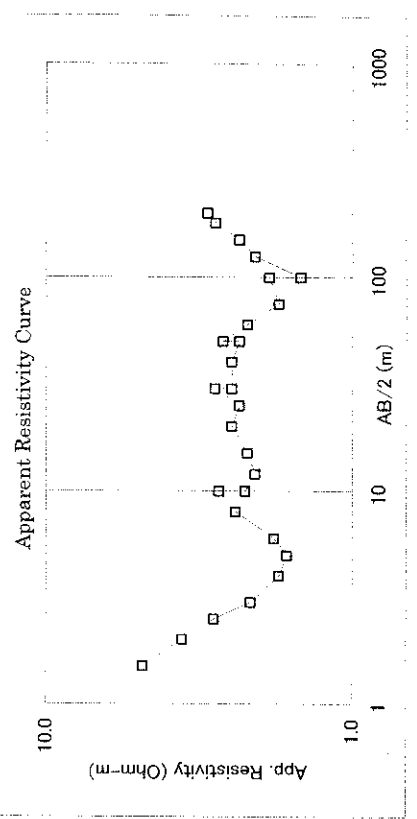 Apparent Resistivity Curve
10.0
1.0
App. Resistivity (Ohm-m)
1
10
100
1000
AB/2 (m)